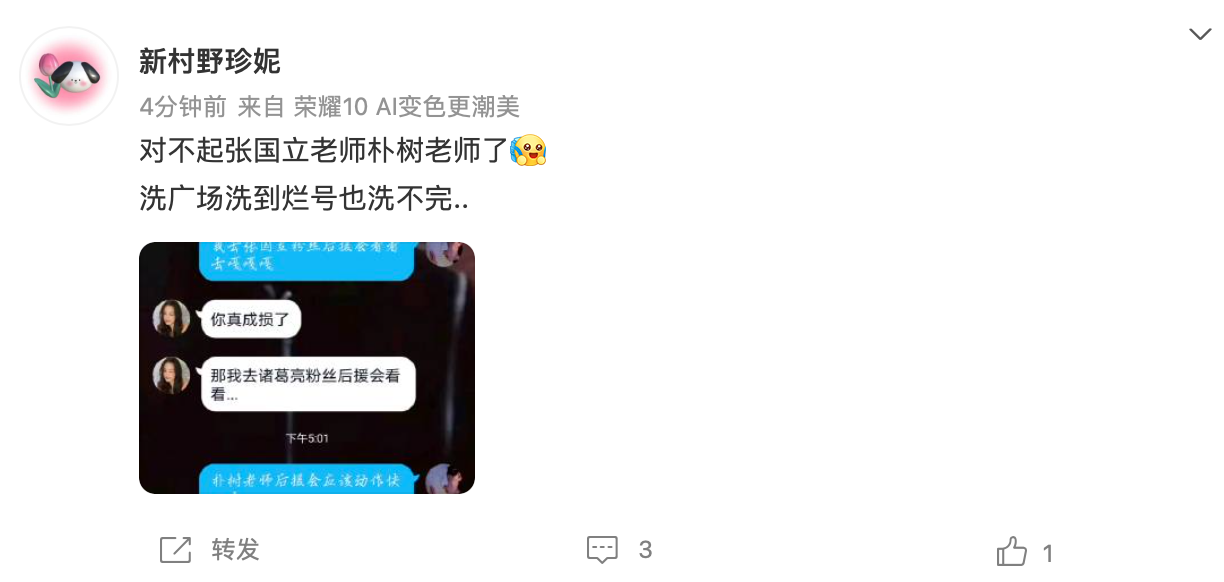 新村野珍妮
4分钟前 来自 荣耀10 AI变色更潮美
对不起张国立老师朴树老师了
洗广场洗到烂号也洗不完..
我去张国立粉丝后援会看看
去嘎嘎嘎
你真成损了
那我去诸葛亮粉丝后援会看
看...
下午5:01
朴树老师后援会应该动作快
转发
3
1